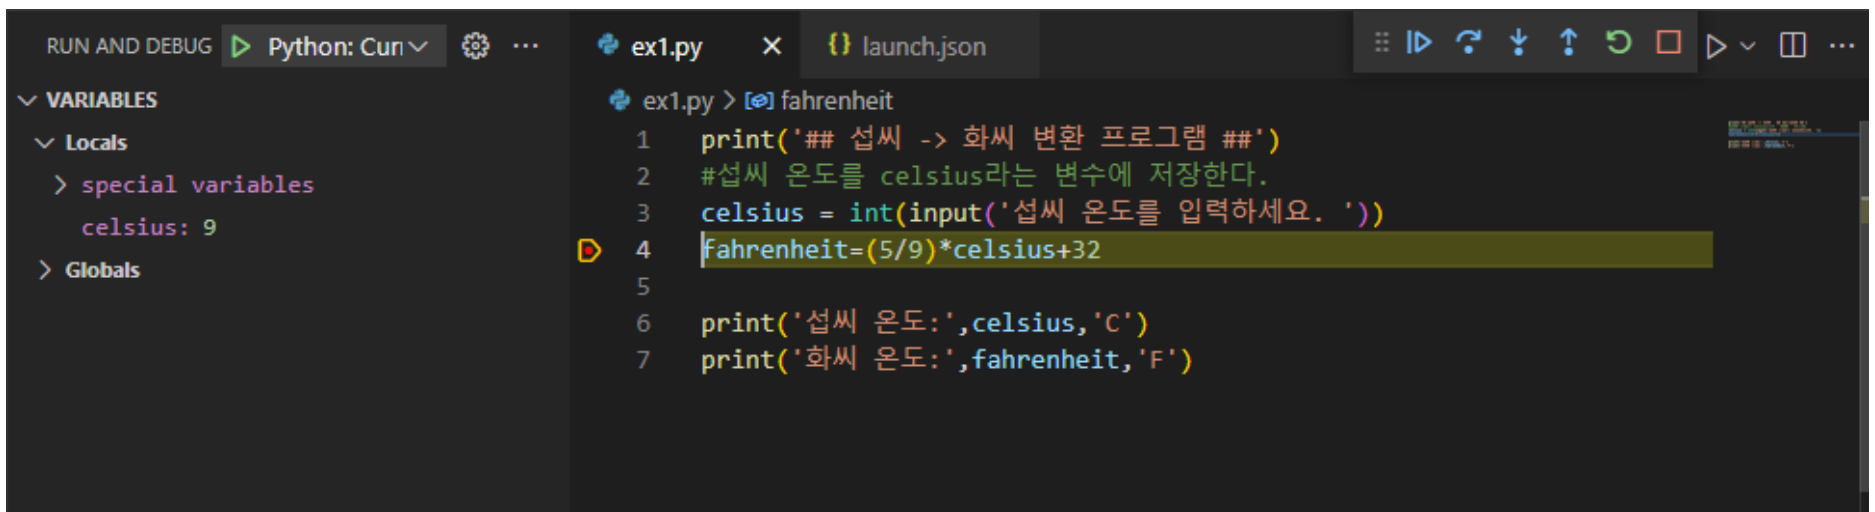 RUN AND DEBUG Python: Curr
ex1.py
{} launch.json
VARIABLES
Locals
special variables
celsius: 9
Globals
ex1.py > fahrenheit
1 print('## 섭씨 -> 화씨 변환 프로그램 ##')
2 #섭씨 온도를 celsius라는 변수에 저장한다.
3 celsius = int(input('섭씨 온도를 입력하세요. '))
4 fahrenheit=(5/9)*celsius+32
5
6 print('섭씨 온도:',celsius,'C')
7 print('화씨 온도:',fahrenheit,'F')